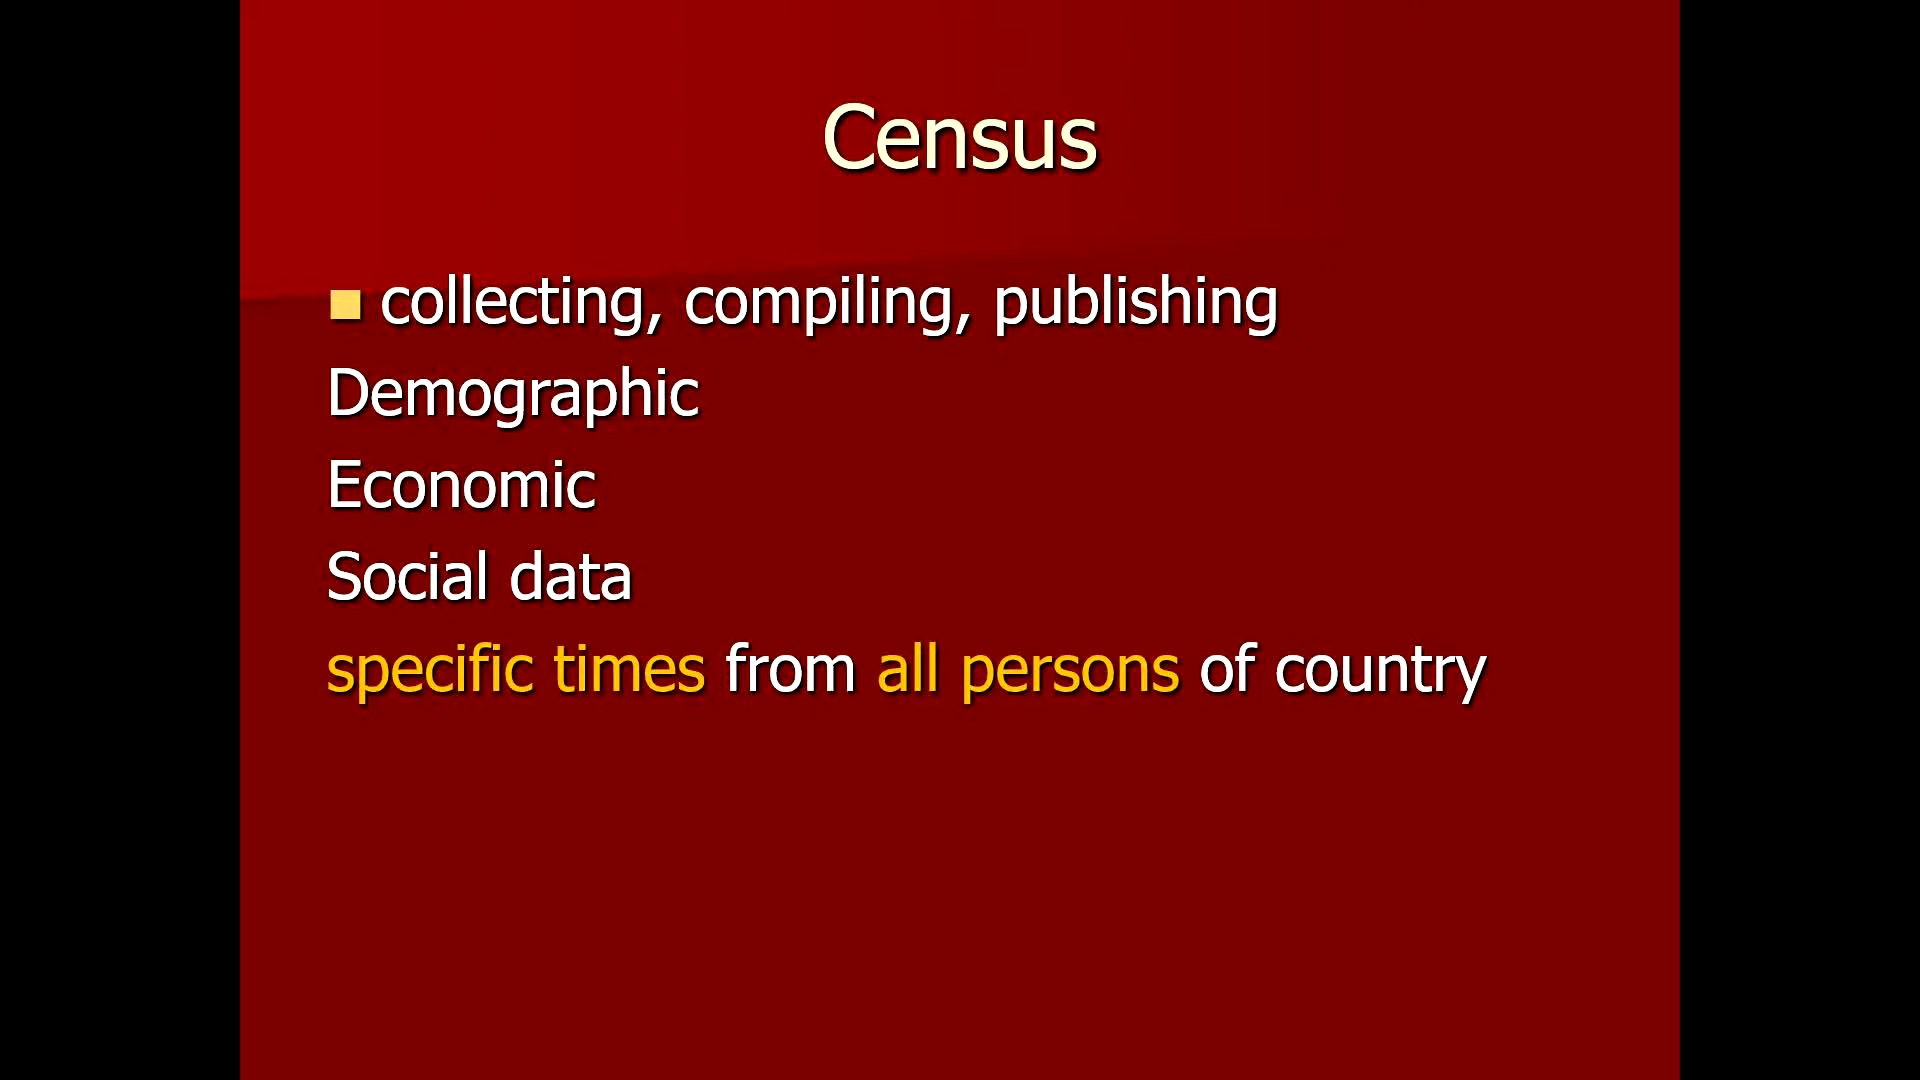 Census
collecting, compiling, publishing
Demographic
Economic
Social data
specific times from all persons of country